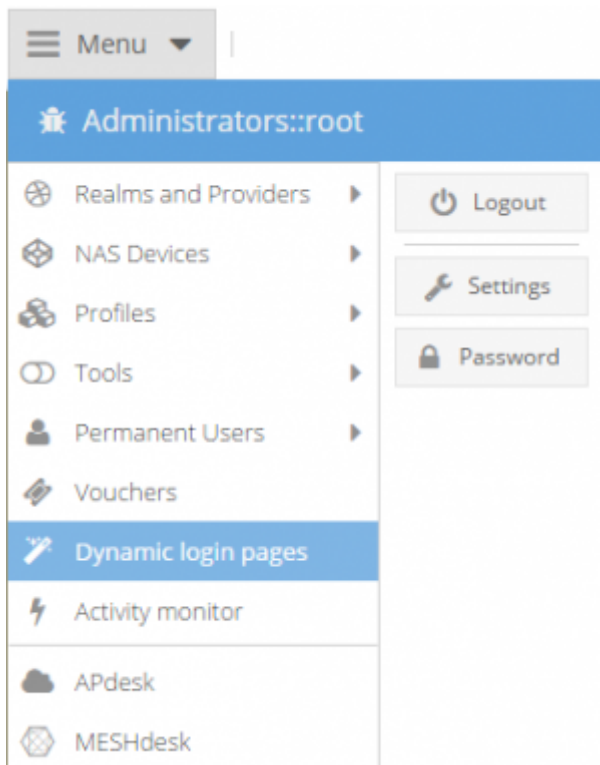 Menu
Administrators::root
Realms and Providers
NAS Devices
Profiles
Tools
Permanent Users
Vouchers
Dynamic login pages
Activity monitor
APdesk
MESHdesk
Logout
Settings
Password